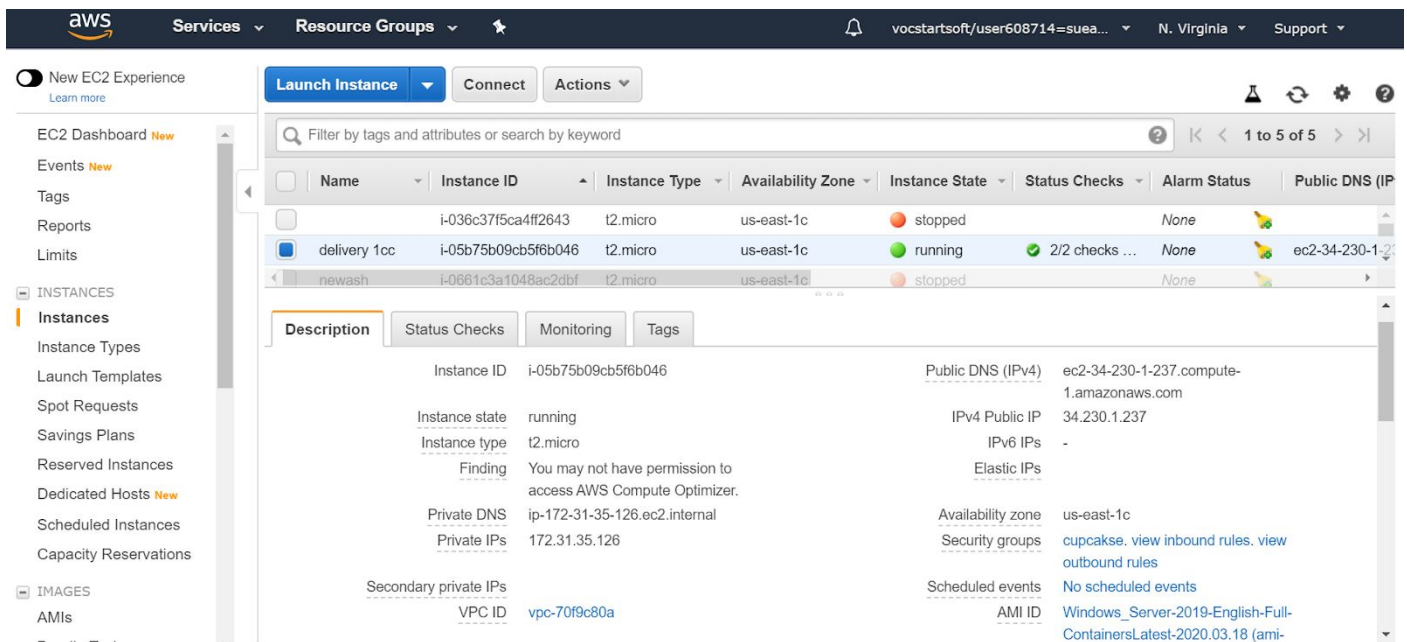 aws Services Resource Groups vocstartsoft/user608714=suea... N. Virginia Support
New EC2 Experience
Learn more
EC2 Dashboard New
Events New
Tags
Reports
Limits
INSTANCES
Instances
Instance Types
Launch Templates
Spot Requests
Savings Plans
Reserved Instances
Dedicated Hosts New
Scheduled Instances
Capacity Reservations
IMAGES
AMIs
Launch Instance Connect Actions
Filter by tags and attributes or search by keyword 1 to 5 of 5
Name Instance ID Instance Type Availability Zone Instance State Status Checks Alarm Status Public DNS (IP
i-036c37f5ca4ff2643 t2.micro us-east-1c stopped None
delivery 1cc i-05b75b09cb5f6b046 t2.micro us-east-1c running 2/2 checks ... None ec2-34-230-1-23
newash i-0661c3a1048ac2dbf t2.micro us-east-1c stopped None
Description Status Checks Monitoring Tags
Instance ID i-05b75b09cb5f6b046
Instance state running
Instance type t2.micro
Finding You may not have permission to
access AWS Compute Optimizer.
Private DNS ip-172-31-35-126.ec2.internal
Private IPs 172.31.35.126
Secondary private IPs
VPC ID vpc-70f9c80a
Public DNS (IPv4) ec2-34-230-1-237.compute-
1.amazonaws.com
IPv4 Public IP 34.230.1.237
IPv6 IPs -
Elastic IPs
Availability zone us-east-1c
Security groups cupcakse. view inbound rules. view
outbound rules
Scheduled events No scheduled events
AMI ID Windows_Server-2019-English-Full-
ContainersLatest-2020.03.18 (ami-